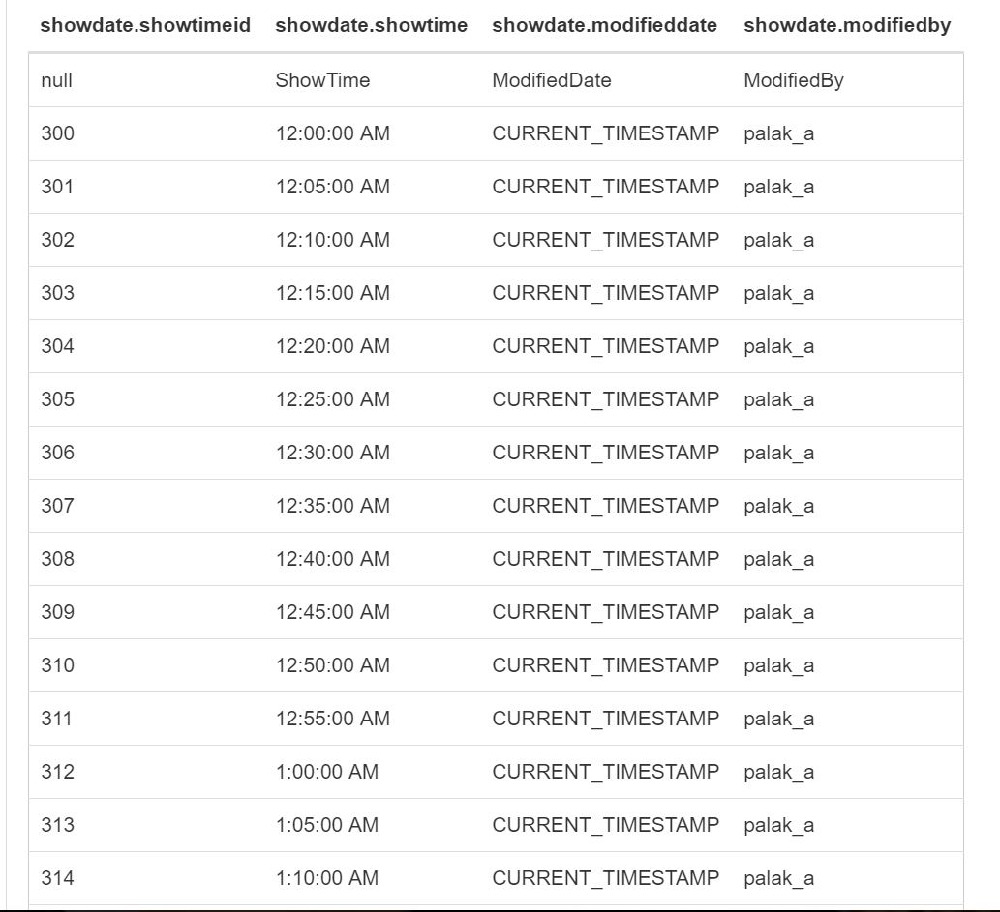 showdate.showtimeid showdate.showtime showdate.modifieddate showdate.modifiedby
null ShowTime ModifiedDate ModifiedBy
300 12:00:00 AM CURRENT_TIMESTAMP palak_a
301 12:05:00 AM CURRENT_TIMESTAMP palak_a
302 12:10:00 AM CURRENT_TIMESTAMP palak_a
303 12:15:00 AM CURRENT_TIMESTAMP palak_a
304 12:20:00 AM CURRENT_TIMESTAMP palak_a
305 12:25:00 AM CURRENT_TIMESTAMP palak_a
306 12:30:00 AM CURRENT_TIMESTAMP palak_a
307 12:35:00 AM CURRENT_TIMESTAMP palak_a
308 12:40:00 AM CURRENT_TIMESTAMP palak_a
309 12:45:00 AM CURRENT_TIMESTAMP palak_a
310 12:50:00 AM CURRENT_TIMESTAMP palak_a
311 12:55:00 AM CURRENT_TIMESTAMP palak_a
312 1:00:00 AM CURRENT_TIMESTAMP palak_a
313 1:05:00 AM CURRENT_TIMESTAMP palak_a
314 1:10:00 AM CURRENT_TIMESTAMP palak_a